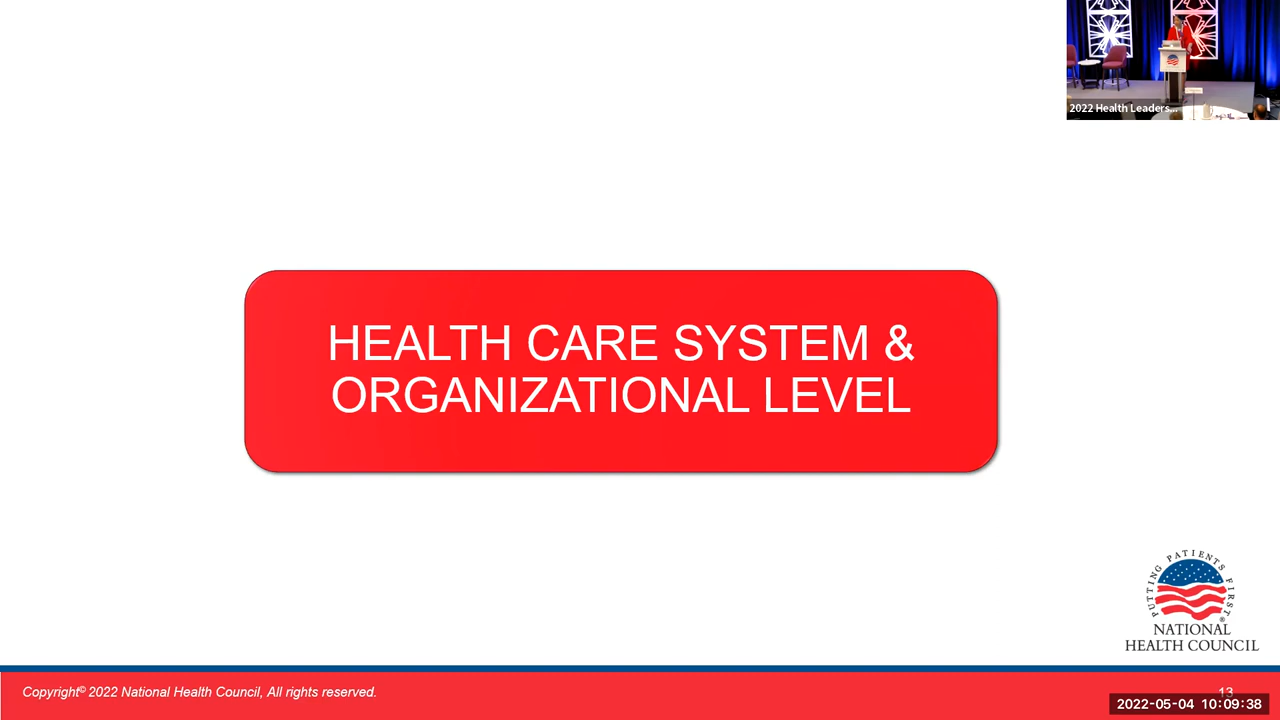 2022 Health Leaders...
HEALTH CARE SYSTEM &
ORGANIZATIONAL LEVEL
PUTTING PATIENTS FIRST®
NATIONAL
HEALTH COUNCIL
Copyright© 2022 National Health Council, All rights reserved.
13
2022-05-04 10:09:38